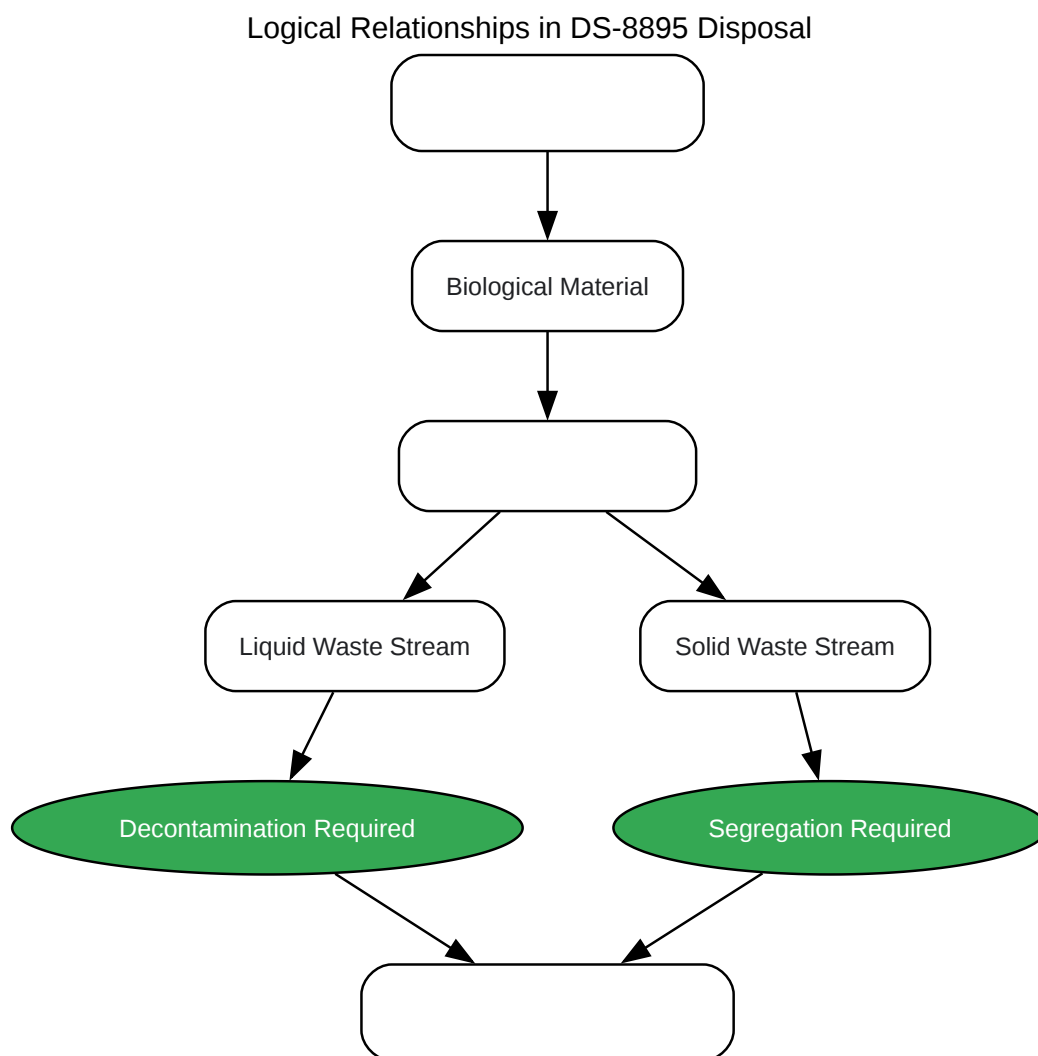 Logical Relationships in DS-8895 Disposal
Biological Material
Liquid Waste Stream
Solid Waste Stream
Decontamination Required
Segregation Required